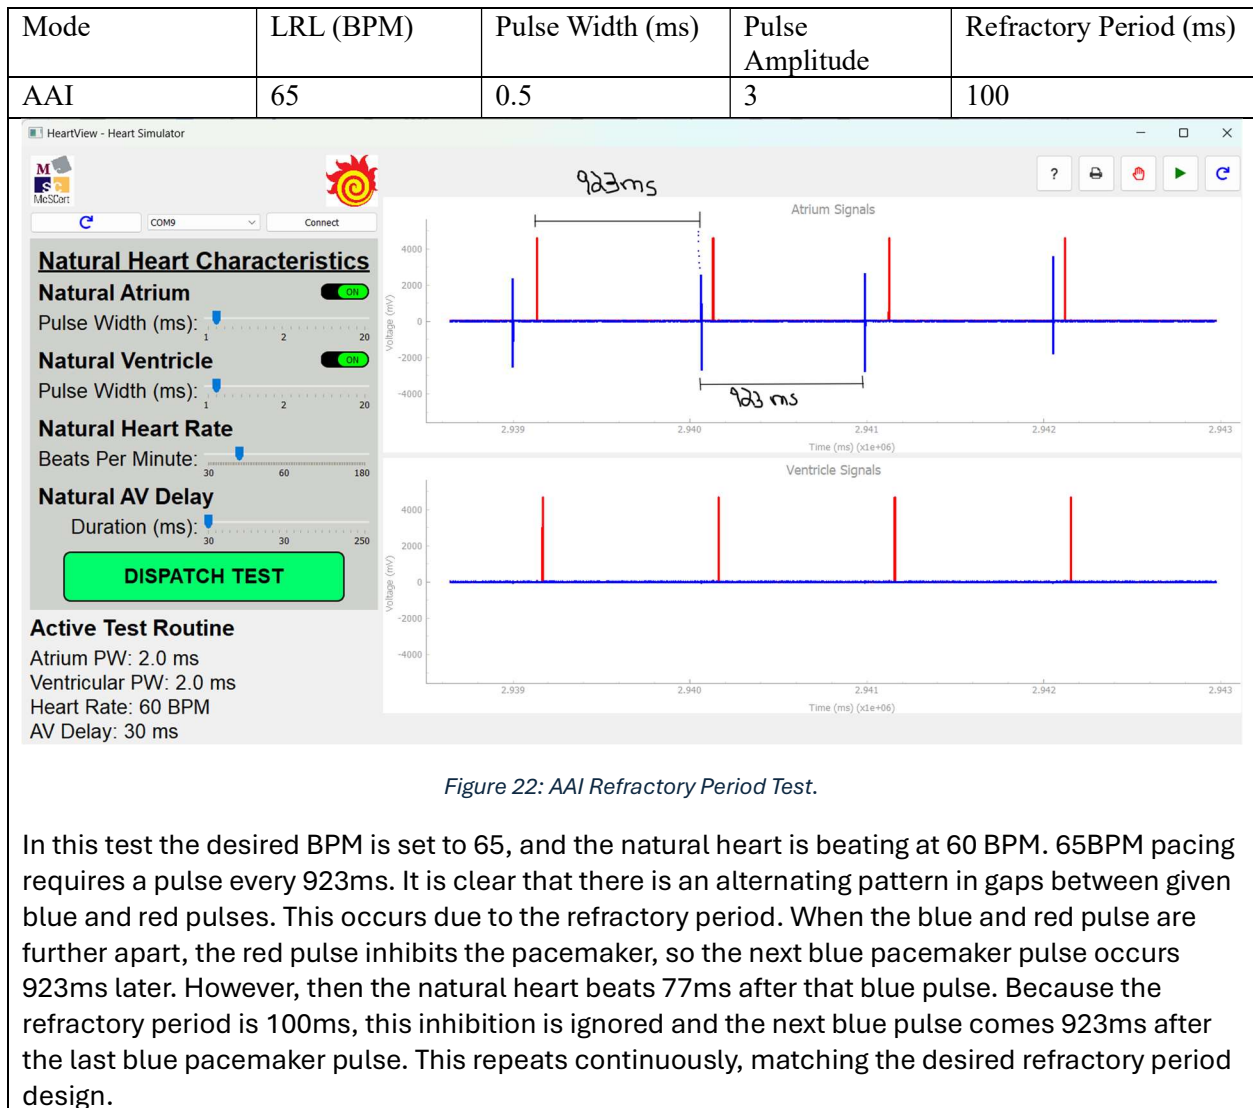 Mode LRL (BPM) Pulse Width (ms) Pulse Amplitude Refractory Period (ms)
AAI 65 0.5 3 100
HeartView - Heart Simulator
M
SC
McSCert
COM9 Connect
?
923ms
Natural Heart Characteristics
Natural Atrium ON
Pulse Width (ms):
1 2 20
Natural Ventricle ON
Pulse Width (ms):
1 2 20
Natural Heart Rate
Beats Per Minute:
30 60 180
Natural AV Delay
Duration (ms):
30 30 250
DISPATCH TEST
Active Test Routine
Atrium PW: 2.0 ms
Ventricular PW: 2.0 ms
Heart Rate: 60 BPM
AV Delay: 30 ms
Atrium Signals
Voltage (mV)
4000
2000
0
-2000
-4000
923 ms
2.939 2.940 2.941 2.942 2.943
Time (ms) (x1e+06)
Ventricle Signals
Voltage (mV)
4000
2000
0
-2000
-4000
2.939 2.940 2.941 2.942 2.943
Time (ms) (x1e+06)
Figure 22: AAI Refractory Period Test.
In this test the desired BPM is set to 65, and the natural heart is beating at 60 BPM. 65BPM pacing
requires a pulse every 923ms. It is clear that there is an alternating pattern in gaps between given
blue and red pulses. This occurs due to the refractory period. When the blue and red pulse are
further apart, the red pulse inhibits the pacemaker, so the next blue pacemaker pulse occurs
923ms later. However, then the natural heart beats 77ms after that blue pulse. Because the
refractory period is 100ms, this inhibition is ignored and the next blue pulse comes 923ms after
the last blue pacemaker pulse. This repeats continuously, matching the desired refractory period
design.